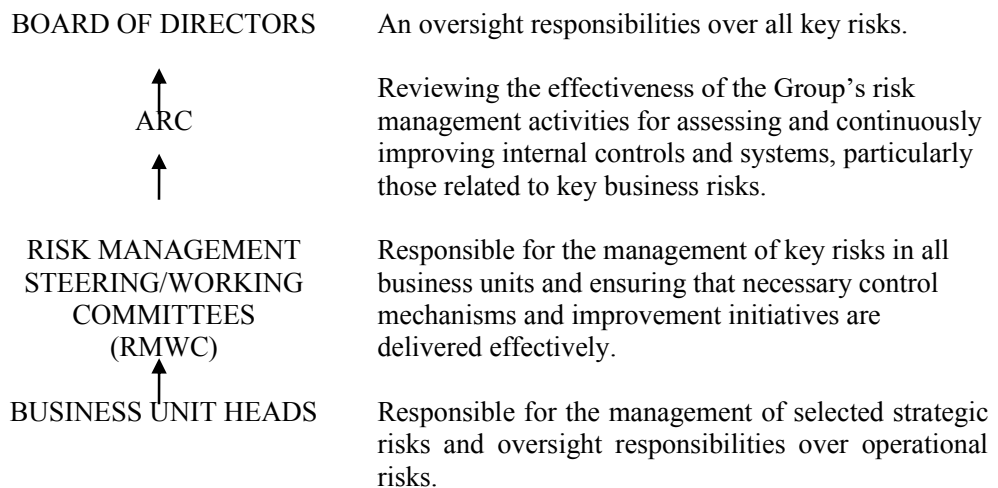 BOARD OF DIRECTORS An oversight responsibilities over all key risks.
ARC
Reviewing the effectiveness of the Group’s risk
management activities for assessing and continuously
improving internal controls and systems, particularly
those related to key business risks.
RISK MANAGEMENT
STEERING/WORKING
COMMITTEES
(RMWC)
Responsible for the management of key risks in all
business units and ensuring that necessary control
mechanisms and improvement initiatives are
delivered effectively.
BUSINESS UNIT HEADS
Responsible for the management of selected strategic
risks and oversight responsibilities over operational
risks.